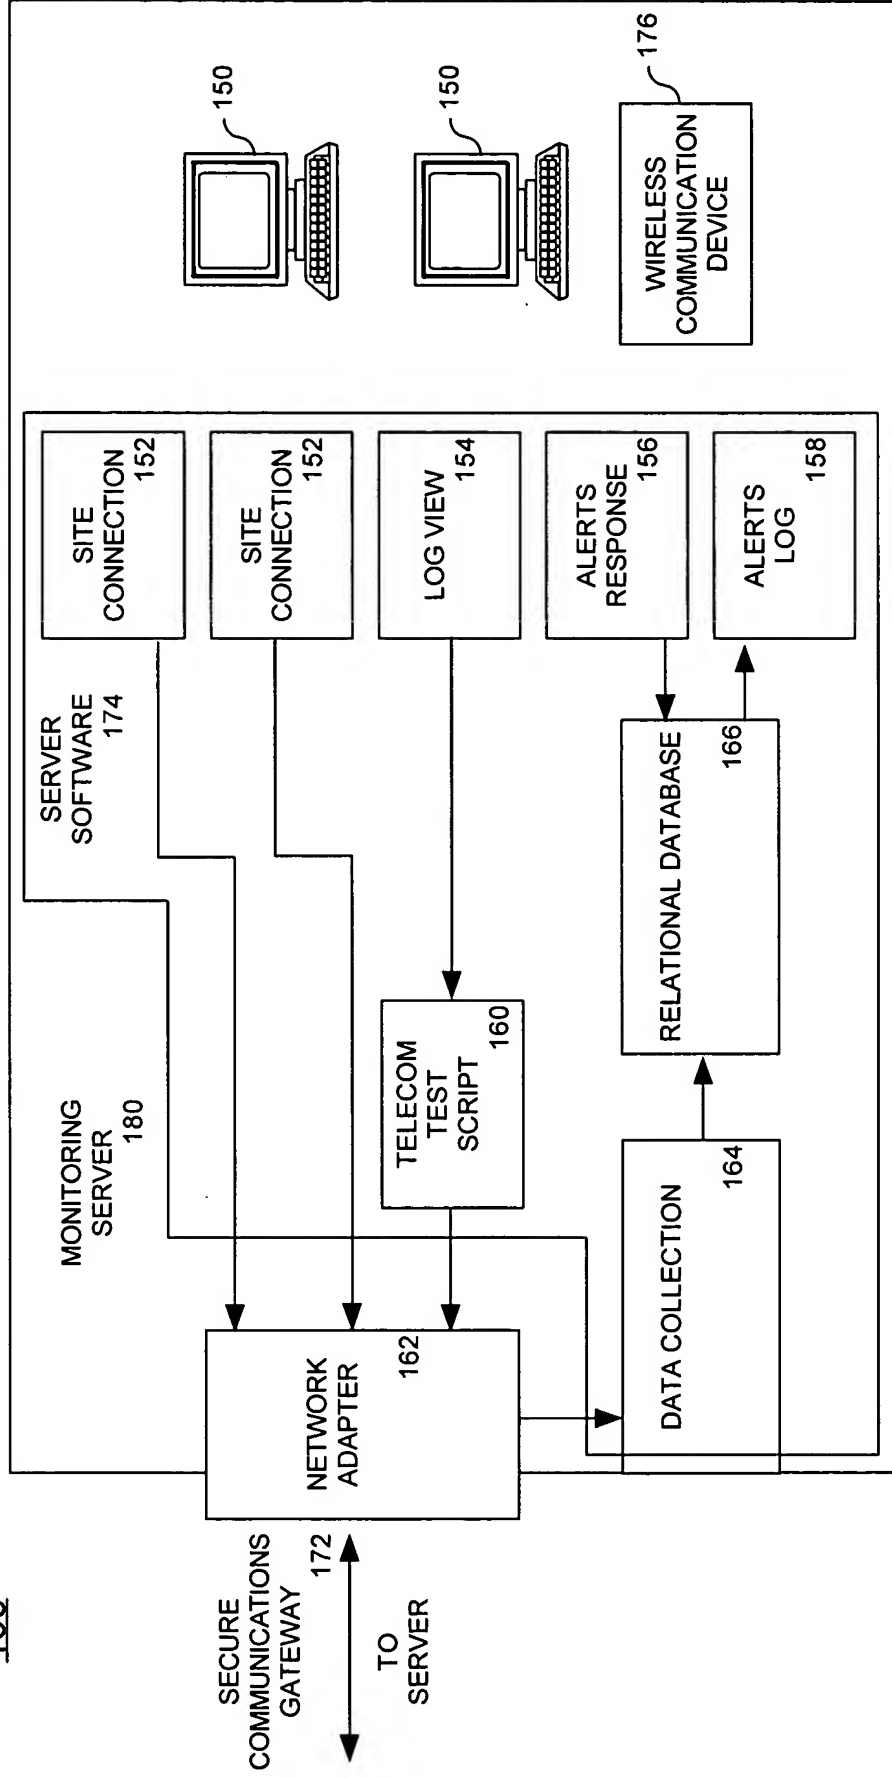 MONITORING
SERVER
180
SERVER
SOFTWARE
174
SITE
CONNECTION
152
150
SITE
CONNECTION
152
SECURE
COMMUNICATIONS
GATEWAY
172
TO
SERVER
NETWORK
ADAPTER
162
TELECOM
TEST
SCRIPT
160
LOG VIEW
154
150
ALERTS
RESPONSE
156
DATA COLLECTION
164
RELATIONAL DATABASE
166
ALERTS
LOG
158
WIRELESS
COMMUNICATION
DEVICE
176